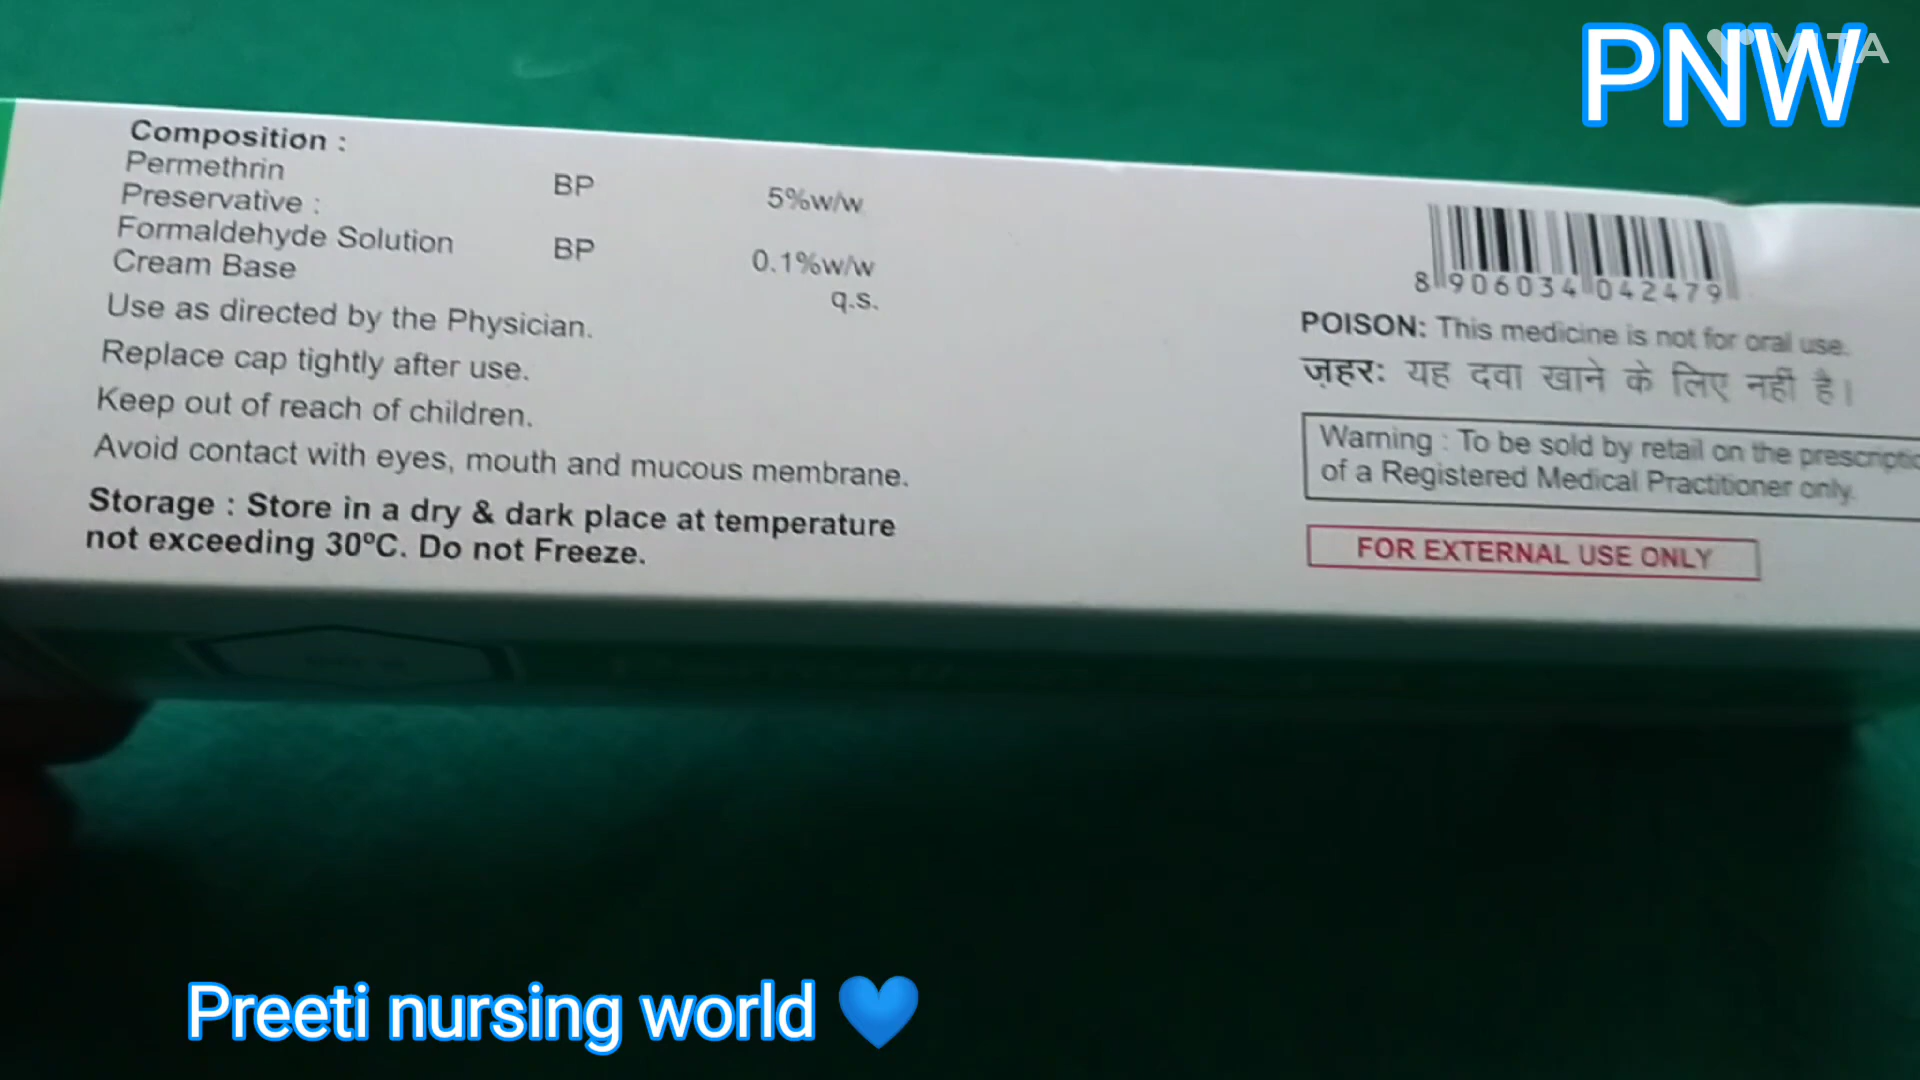 PNW
VITA
Composition :
Permethrin BP 5%w/w
Preservative :
Formaldehyde Solution BP 0.1%w/w
Cream Base q.s.
Use as directed by the Physician.
Replace cap tightly after use.
Keep out of reach of children.
Avoid contact with eyes, mouth and mucous membrane.
Storage : Store in a dry & dark place at temperature
not exceeding 30ºC. Do not Freeze.
8 906034 042479
POISON: This medicine is not for oral use.
ज़हर: यह दवा खाने के लिए नहीं है।
Warning : To be sold by retail on the
of a Registered Medical Practitioner only.
FOR EXTERNAL USE ONLY
Preeti nursing world 💙